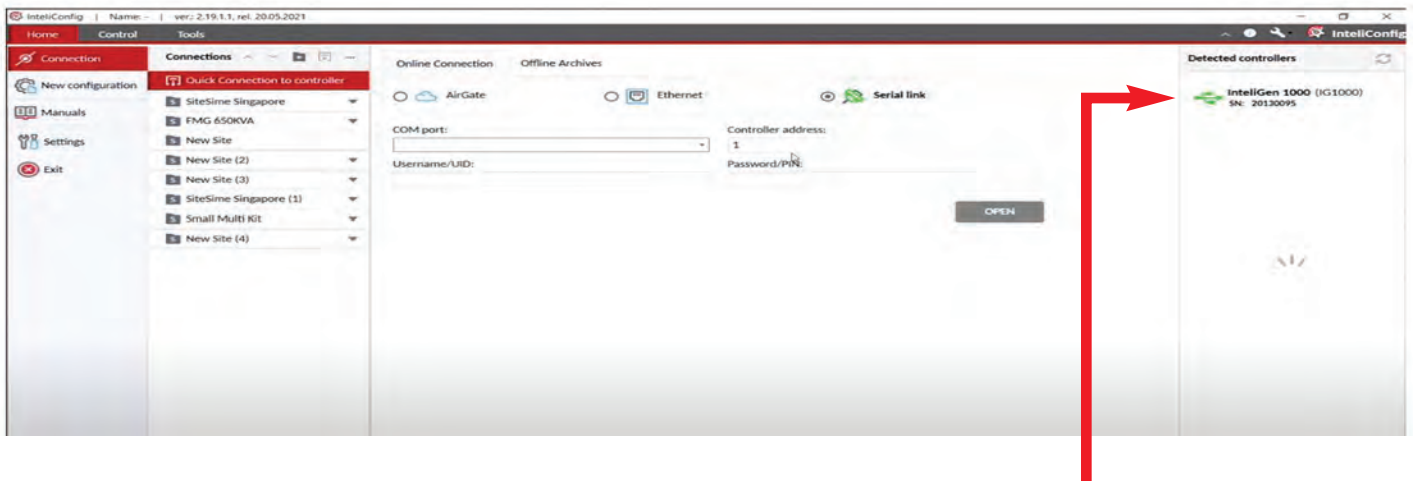 InteliConfig | Name: - | ver.: 2.19.1.1, rel. 20.05.2021
Home Control Tools
InteliConfig
Connection
New configuration
Manuals
Settings
Exit
Connections
Quick Connection to controller
SiteSime Singapore
FMG 650KVA
New Site
New Site (2)
New Site (3)
SiteSime Singapore (1)
Small Multi Kit
New Site (4)
Online Connection Offline Archives
AirGate Ethernet Serial link
COM port: Controller address:
1
Username/UID: Password/PIN:
OPEN
Detected controllers
InteliGen 1000 (IG1000)
SN: 20130095